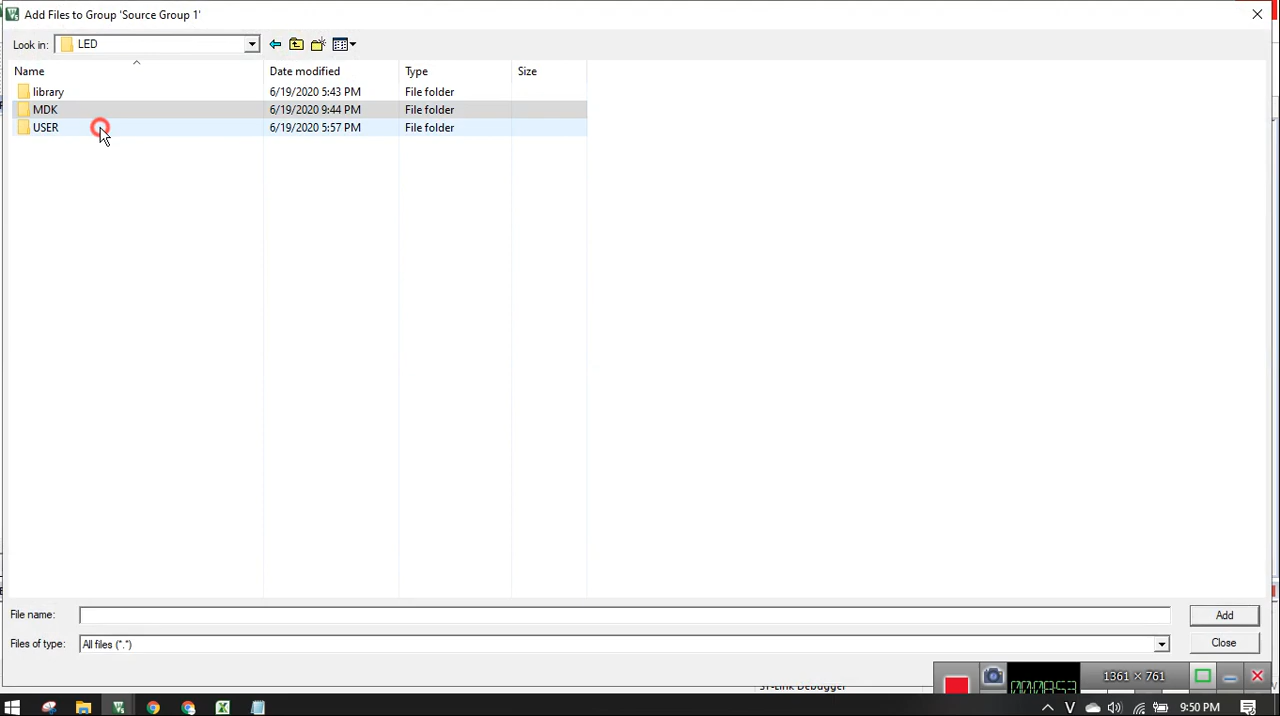 Add Files to Group 'Source Group 1'
Look in: LED
Name Date modified Type Size
library 6/19/2020 5:43 PM File folder
MDK 6/19/2020 9:44 PM File folder
USER 6/19/2020 5:57 PM File folder
File name: Add
Files of type: All files (*.*) Close
1361 × 761
00:08:53
ST-Link Debugger
V 9:50 PM